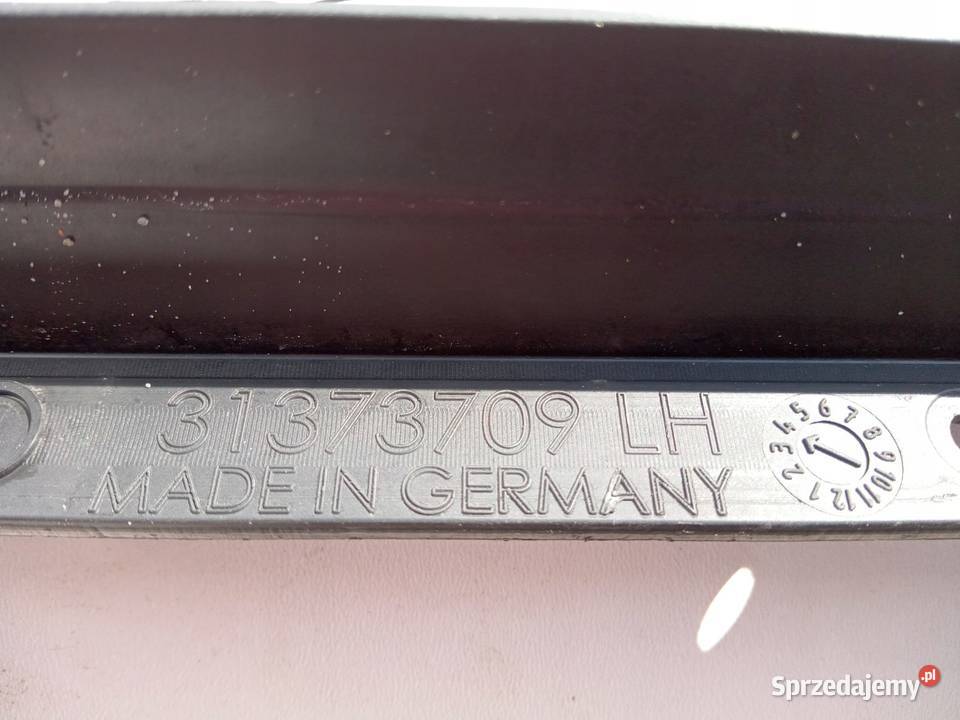 31373709 LH
MADE IN GERMANY
1 2 3 4 5 6 7 8 9 10 11 12
Sprzedajemy.pl